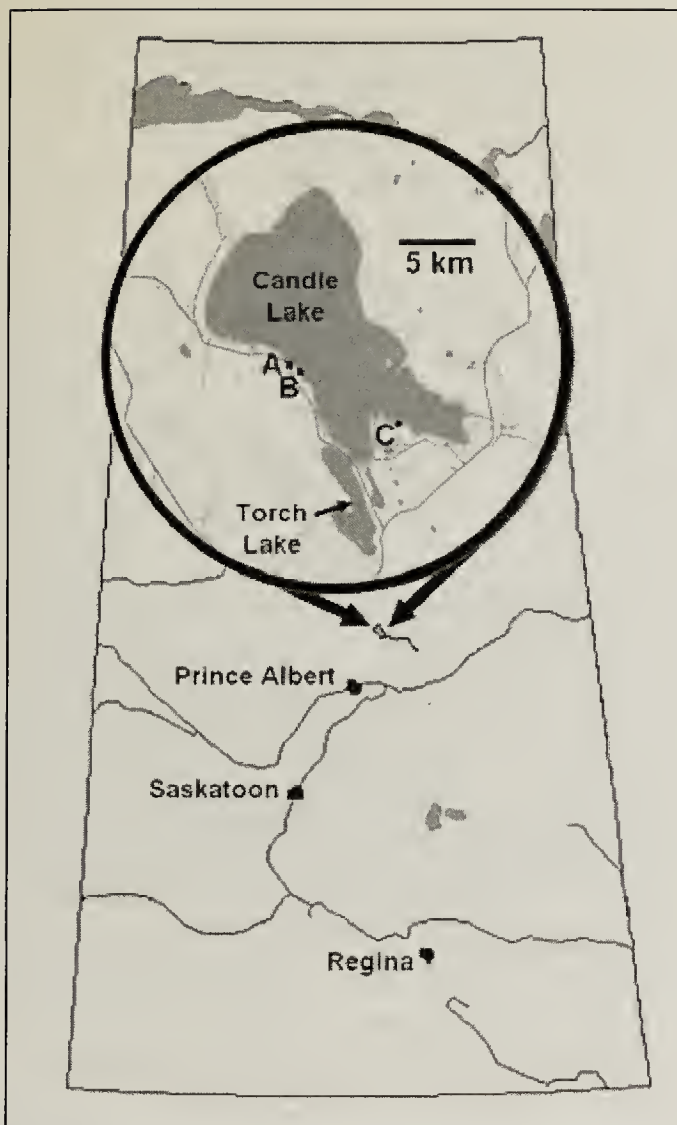 5 km
Candle
Lake
A
B
C
Torch
Lake
Prince Albert
Saskatoon
Regina